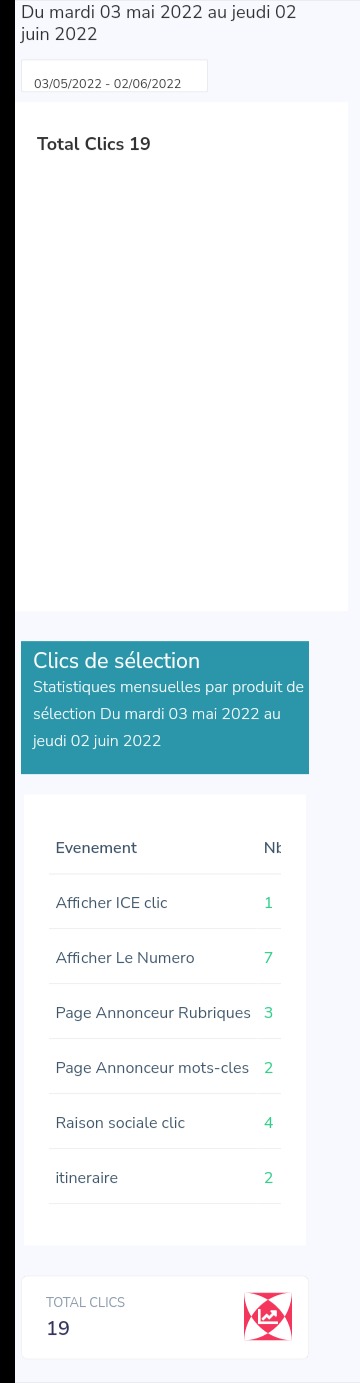 Du mardi 03 mai 2022 au jeudi 02
juin 2022
03/05/2022 - 02/06/2022
Total Clics 19
Clics de sélection
Statistiques mensuelles par produit de
sélection Du mardi 03 mai 2022 au
jeudi 02 juin 2022
Evenement
Afficher ICE clic 1
Afficher Le Numero 7
Page Annonceur Rubriques 3
Page Annonceur mots-cles 2
Raison sociale clic 4
itineraire 2
TOTAL CLICS
19